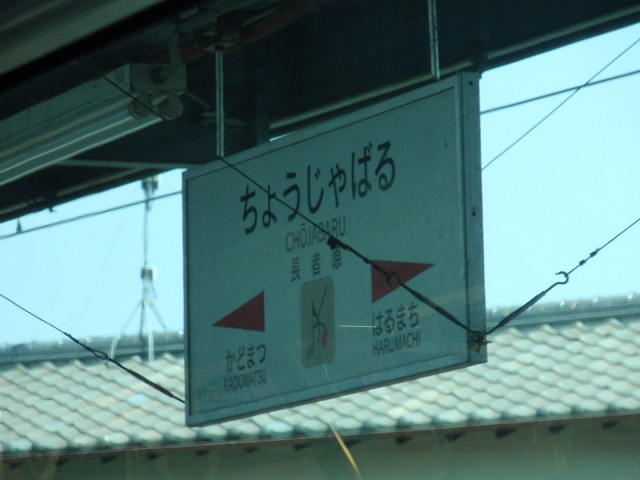 ちょうじゃばる
CHŌJABARU
長者原
かどまつ
KADOMATSU
はるまち
HARUMACHI